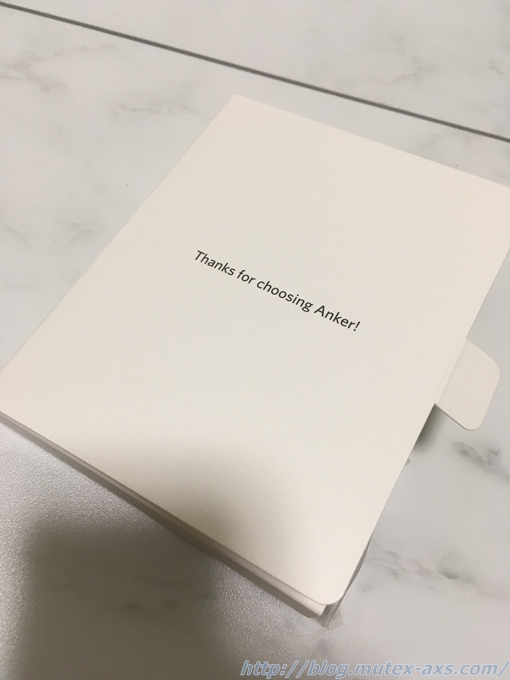 Thanks for choosing Anker!
http://blog.mutex-axs.com/